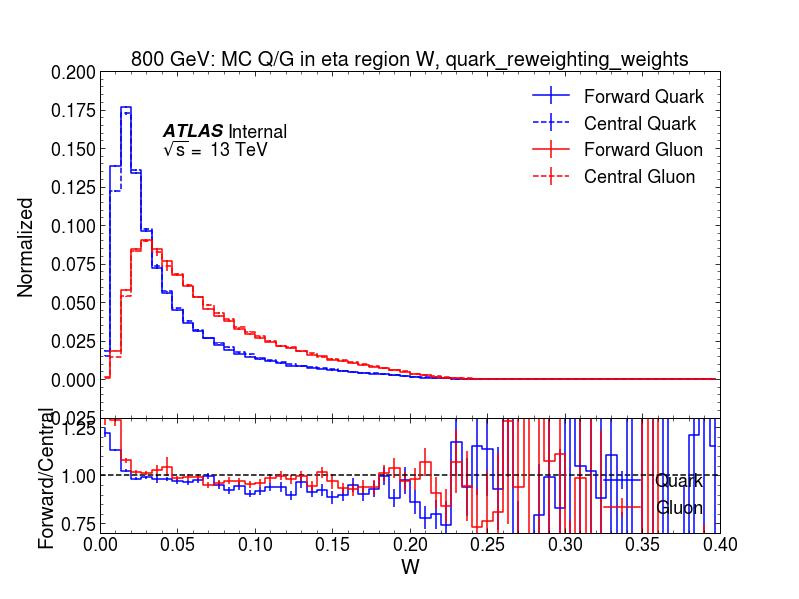 800 GeV: MC Q/G in eta region W, quark_reweighting_weights
0.200
0.175
0.150
0.125
0.100
0.075
0.050
0.025
0.000
0.025
Normalized
ATLAS Internal
√s = 13 TeV
Forward Quark
Central Quark
Forward Gluon
Central Gluon
1.25
1.00
0.75
Forward/Central
Quark
Gluon
0.00 0.05 0.10 0.15 0.20 0.25 0.30 0.35 0.40
W